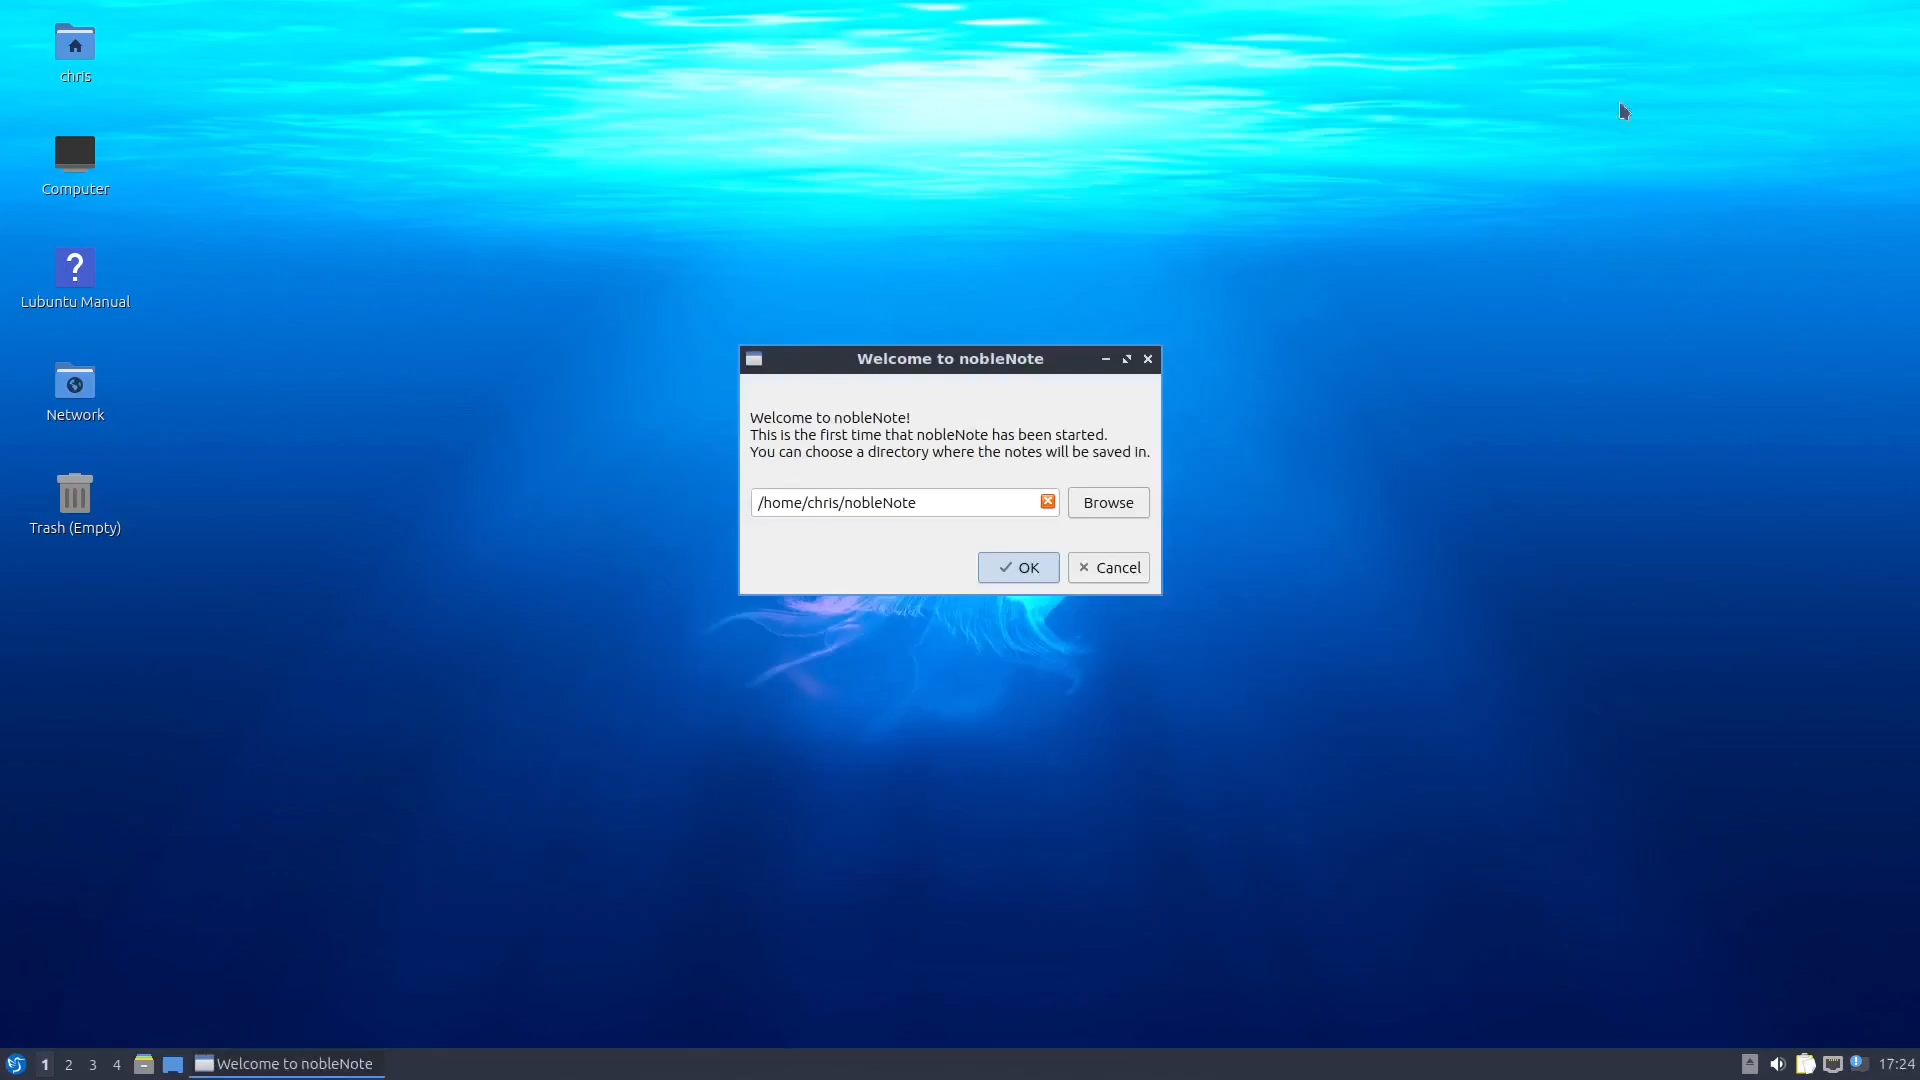 chris
Computer
?
Lubuntu Manual
Network
Trash (Empty)
Welcome to nobleNote
Welcome to nobleNote!
This is the first time that nobleNote has been started.
You can choose a directory where the notes will be saved in.
/home/chris/nobleNote
Browse
OK
Cancel
1 2 3 4
Welcome to nobleNote
17:24